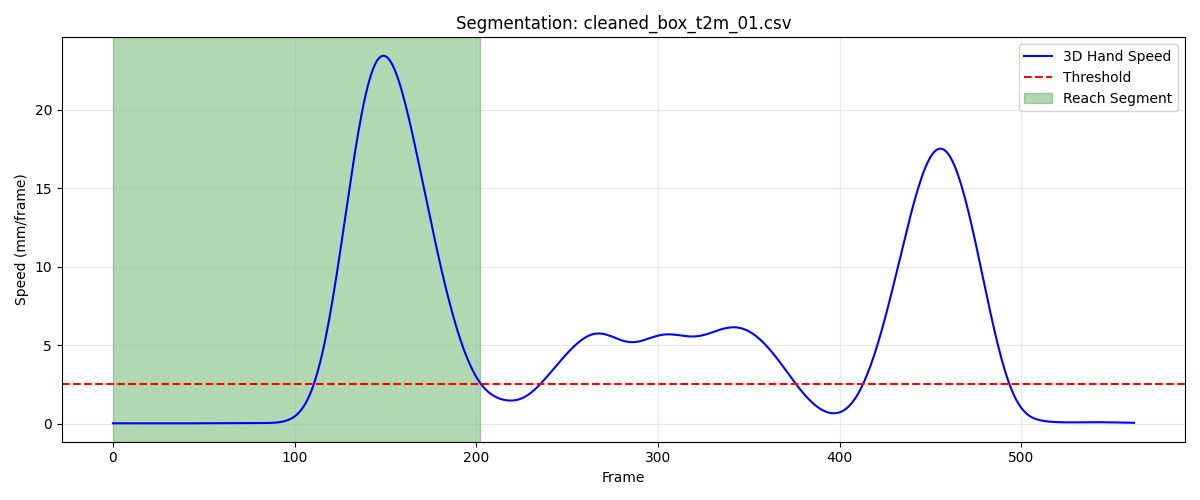 Segmentation: cleaned_box_t2m_01.csv
3D Hand Speed
Threshold
Reach Segment
Speed (mm/frame)
20
15
10
5
0
0 100 200 300 400 500
Frame